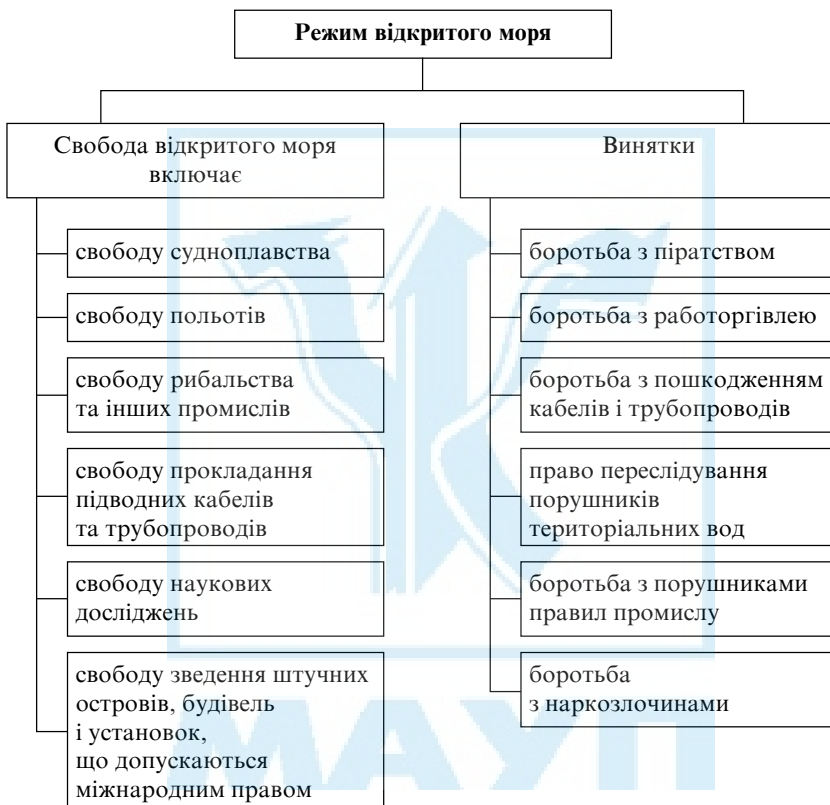 Режим відкритого моря
Свобода відкритого моря
включає
свободу судноплавства
свободу польотів
свободу рибальства
та інших промислів
свободу прокладання
підводних кабелів
та трубопроводів
свободу наукових
досліджень
свободу зведення штучних
островів, будівель
і установок,
що допускаються
міжнародним правом
Винятки
боротьба з піратством
боротьба з работоргівлею
боротьба з пошкодженням
кабелів і трубопроводів
право переслідування
порушників
територіальних вод
боротьба з порушниками
правил промислу
боротьба
з наркозлочинами
МАУП